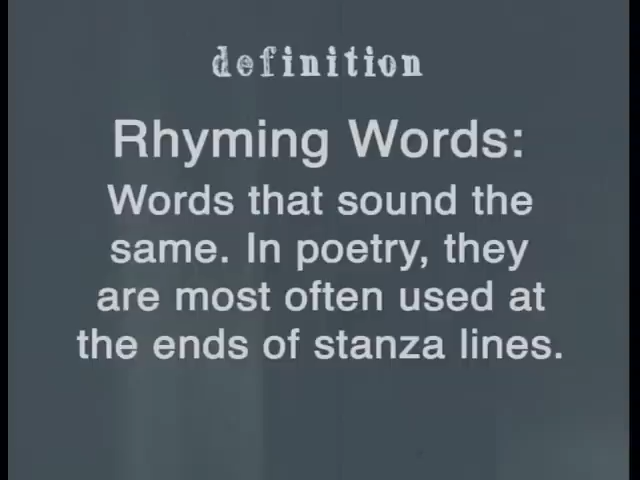 definition
Rhyming Words:
Words that sound the
same. In poetry, they
are most often used at
the ends of stanza lines.